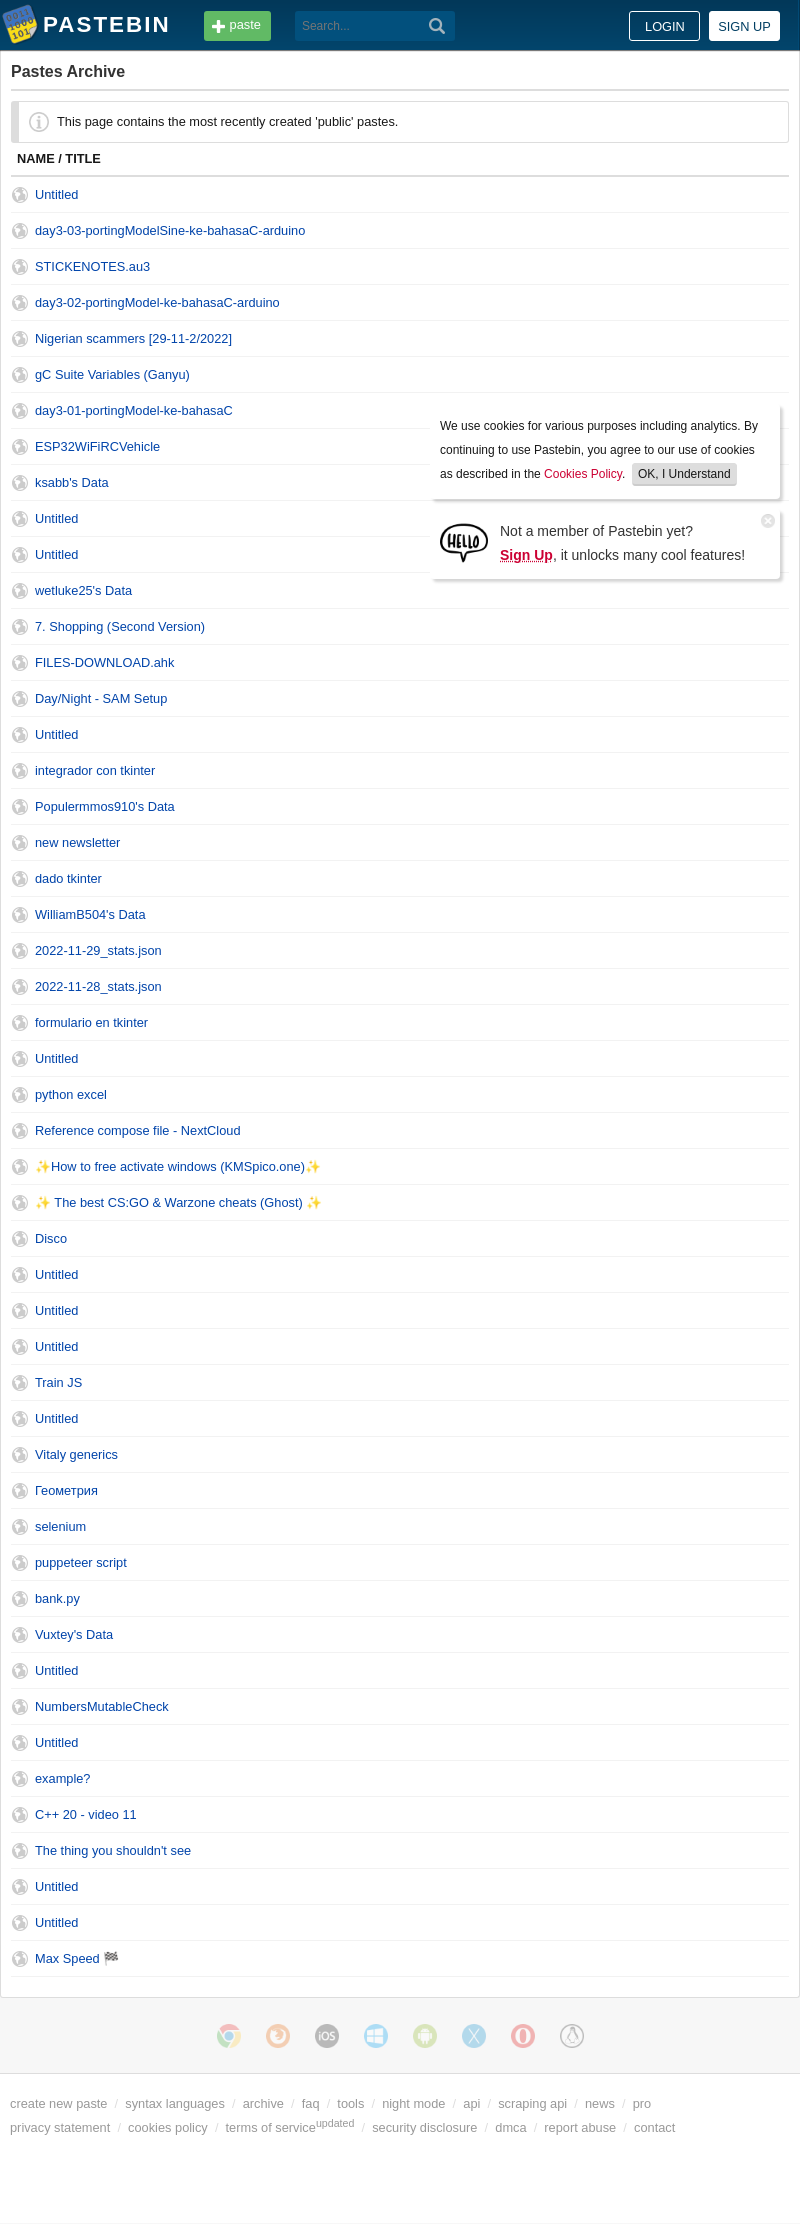 PASTEBIN paste Search... LOGIN SIGN UP
Pastes Archive
This page contains the most recently created 'public' pastes.
NAME / TITLE
Untitled
day3-03-portingModelSine-ke-bahasaC-arduino
STICKENOTES.au3
day3-02-portingModel-ke-bahasaC-arduino
Nigerian scammers [29-11-2/2022]
gC Suite Variables (Ganyu)
day3-01-portingModel-ke-bahasaC
ESP32WiFiRCVehicle
ksabb's Data
Untitled
Untitled
We use cookies for various purposes including analytics. By
continuing to use Pastebin, you agree to our use of cookies
as described in the Cookies Policy. OK, I Understand
HELLO
Not a member of Pastebin yet?
Sign Up, it unlocks many cool features!
wetluke25's Data
7. Shopping (Second Version)
FILES-DOWNLOAD.ahk
Day/Night - SAM Setup
Untitled
integrador con tkinter
Populermmos910's Data
new newsletter
dado tkinter
WilliamB504's Data
2022-11-29_stats.json
2022-11-28_stats.json
formulario en tkinter
Untitled
python excel
Reference compose file - NextCloud
✨How to free activate windows (KMSpico.one)✨
✨ The best CS:GO & Warzone cheats (Ghost) ✨
Disco
Untitled
Untitled
Untitled
Train JS
Untitled
Vitaly generics
Геометрия
selenium
puppeteer script
bank.py
Vuxtey's Data
Untitled
NumbersMutableCheck
Untitled
example?
C++ 20 - video 11
The thing you shouldn't see
Untitled
Untitled
Max Speed 🏁
iOS
create new paste / syntax languages / archive / faq / tools / night mode / api / scraping api / news / pro
privacy statement / cookies policy / terms of service updated / security disclosure / dmca / report abuse / contact